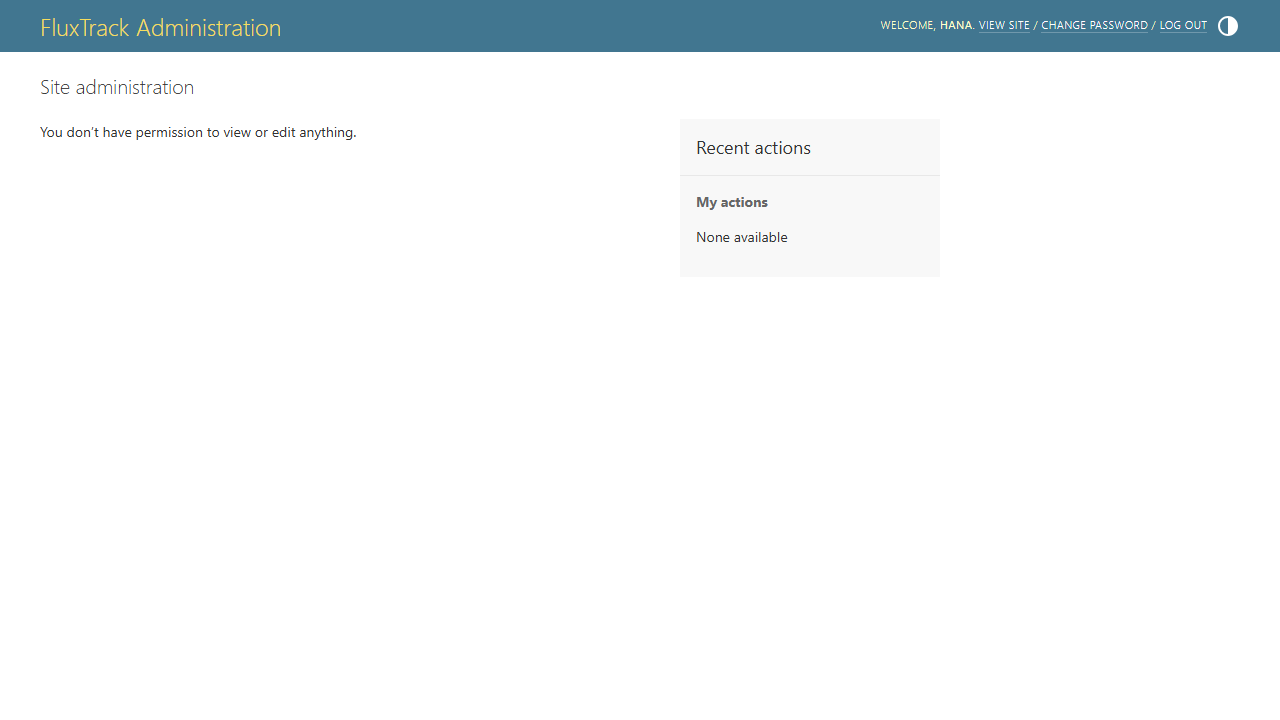 FluxTrack Administration
WELCOME, HANA. VIEW SITE / CHANGE PASSWORD / LOG OUT
Site administration
You don’t have permission to view or edit anything.
Recent actions
My actions
None available